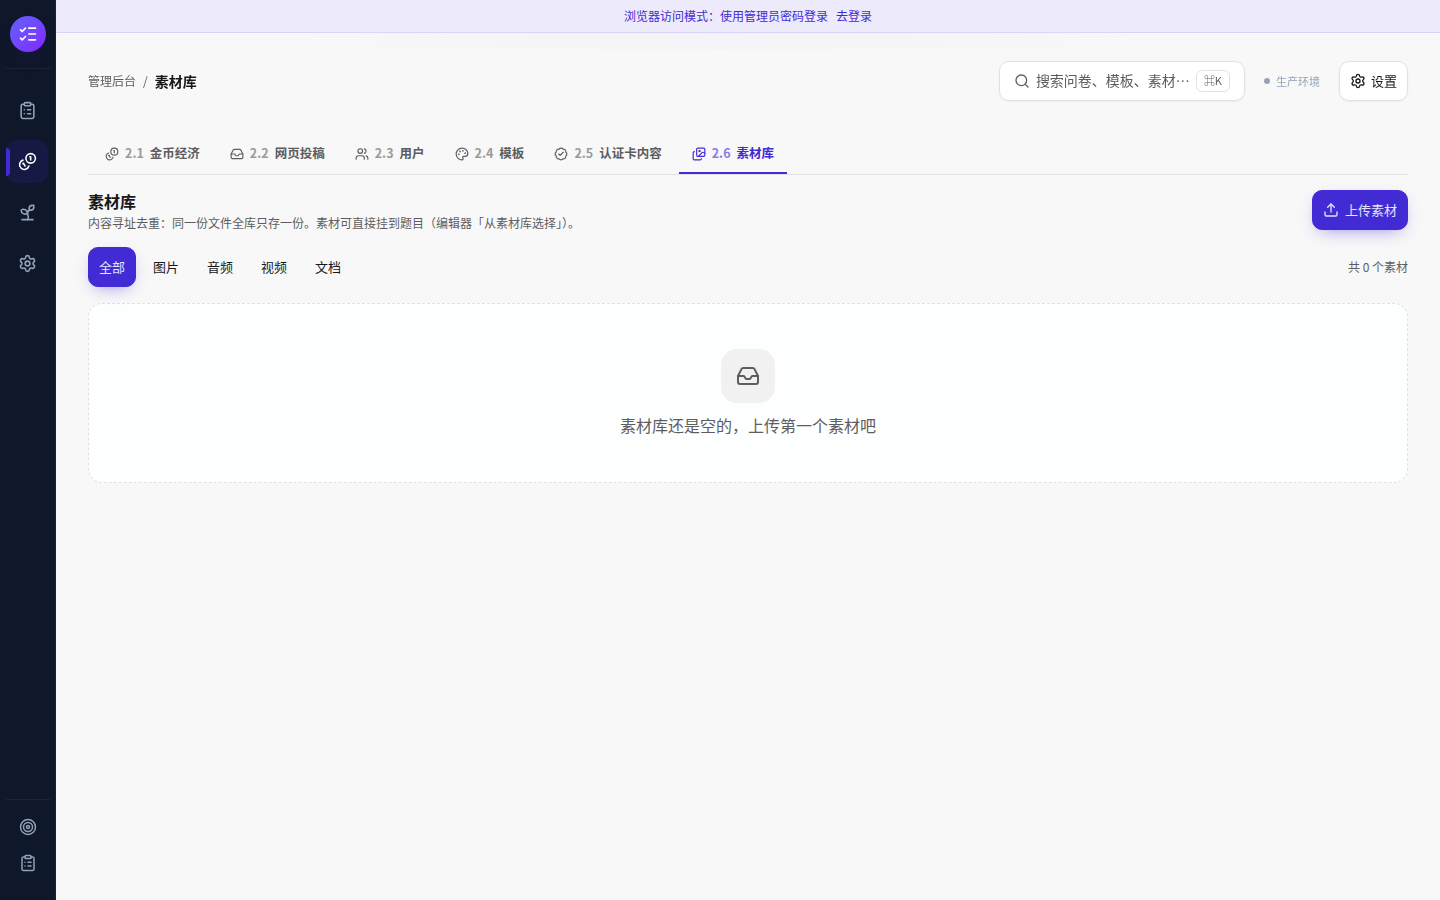 浏览器访问模式：使用管理员密码登录 去登录
管理后台 / 素材库
搜索问卷、模板、素材… ⌘K
生产环境
设置
2.1 金币经济
2.2 网页投稿
2.3 用户
2.4 模板
2.5 认证卡内容
2.6 素材库
素材库
内容寻址去重：同一份文件全库只存一份。素材可直接挂到题目（编辑器「从素材库选择」）。
上传素材
全部
图片
音频
视频
文档
共 0 个素材
素材库还是空的，上传第一个素材吧